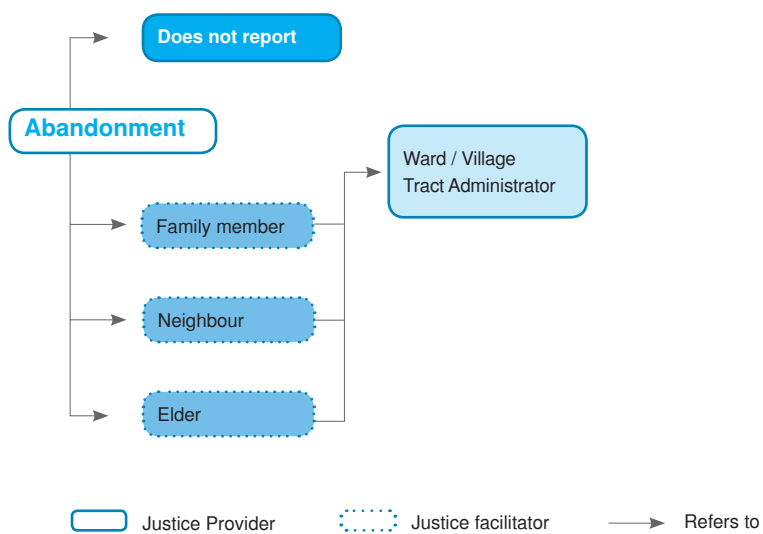 Does not report
Abandonment
Ward / Village
Tract Administrator
Family member
Neighbour
Elder
Justice Provider
Justice facilitator
Refers to